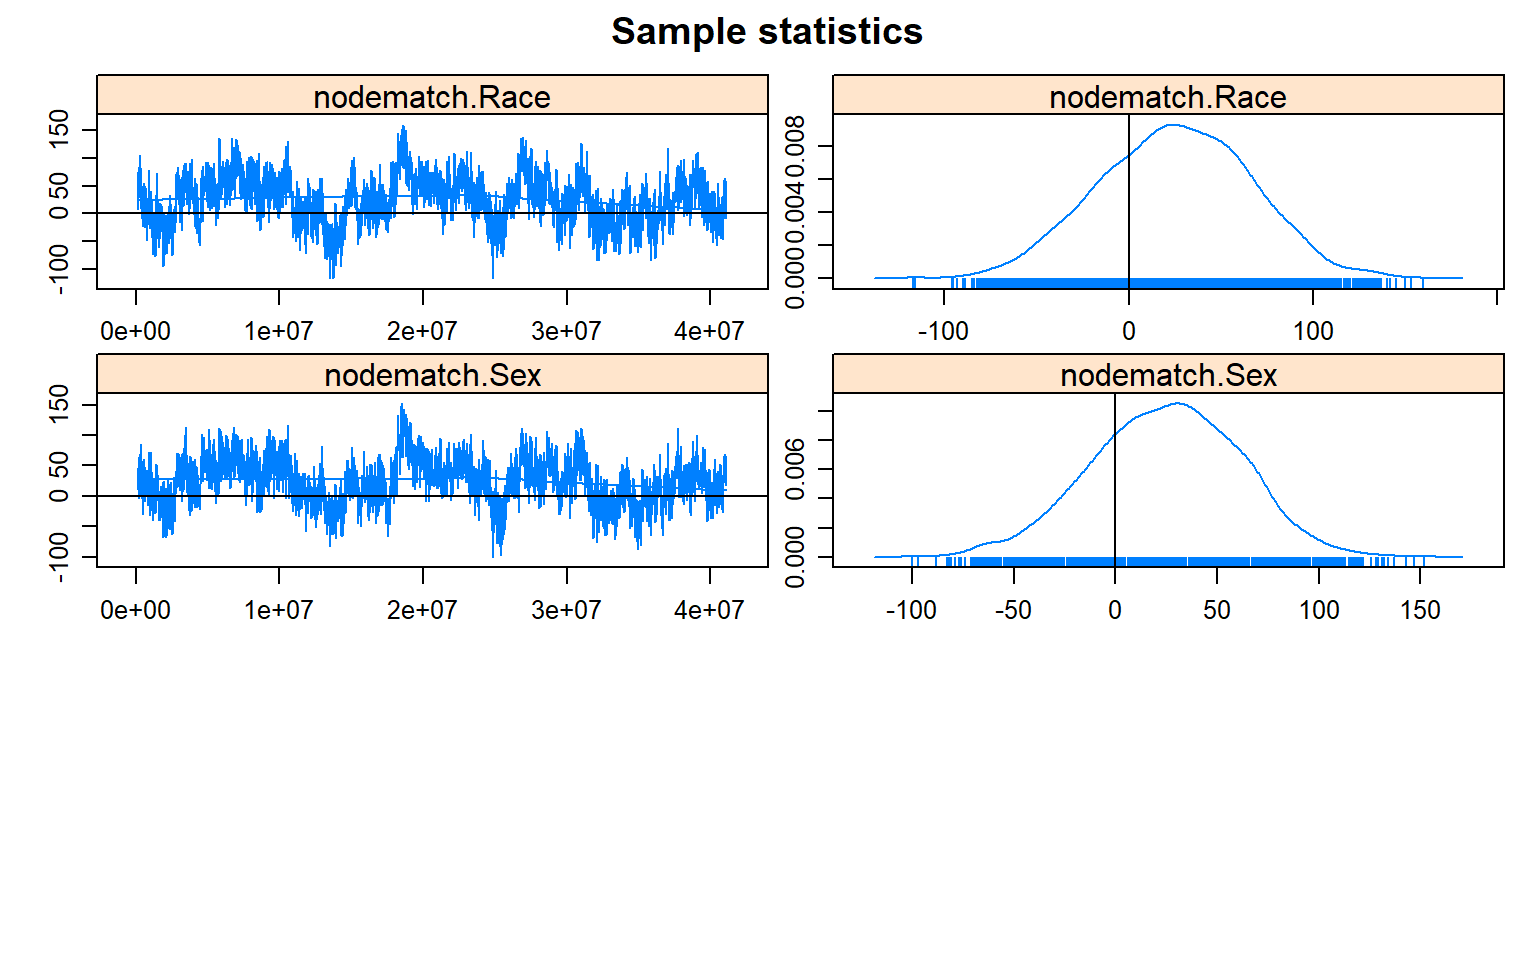 Sample statistics
nodematch.Race
150
50
0
-100
0e+00 1e+07 2e+07 3e+07 4e+07
nodematch.Race
0.008
0.004
0.000
-100 0 100
nodematch.Sex
150
50
0
-100
0e+00 1e+07 2e+07 3e+07 4e+07
nodematch.Sex
0.006
0.000
-100 -50 0 50 100 150